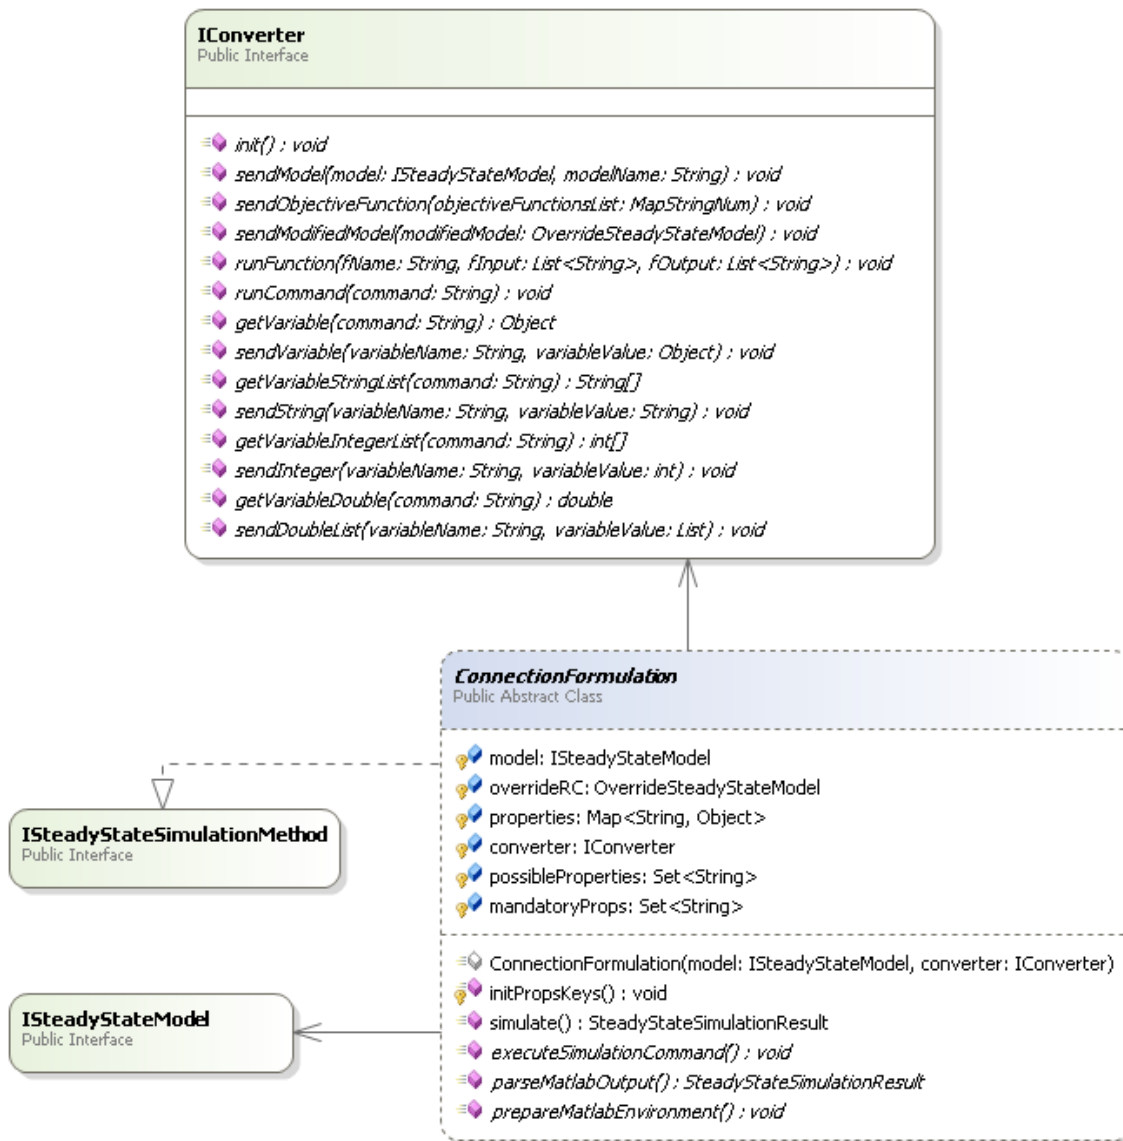 IConverter
Public Interface
init() : void
sendModel(model: ISteadyStateModel, modelName: String) : void
sendObjectiveFunction(objectiveFunctionsList: MapStringNum) : void
sendModifiedModel(modifiedModel: OverrideSteadyStateModel) : void
runFunction(fName: String, fInput: List<String>, fOutput: List<String>) : void
runCommand(command: String) : void
getVariable(command: String) : Object
sendVariable(variableName: String, variableValue: Object) : void
getVariableStringList(command: String) : String[]
sendString(variableName: String, variableValue: String) : void
getVariableIntegerList(command: String) : int[]
sendInteger(variableName: String, variableValue: int) : void
getVariableDouble(command: String) : double
sendDoubleList(variableName: String, variableValue: List) : void
ConnectionFormulation
Public Abstract Class
model: ISteadyStateModel
overrideRC: OverrideSteadyStateModel
properties: Map<String, Object>
converter: IConverter
possibleProperties: Set<String>
mandatoryProps: Set<String>
ConnectionFormulation(model: ISteadyStateModel, converter: IConverter)
initPropsKeys() : void
simulate() : SteadyStateSimulationResult
executeSimulationCommand() : void
parseMatlabOutput() : SteadyStateSimulationResult
prepareMatlabEnvironment() : void
ISteadyStateSimulationMethod
Public Interface
ISteadyStateModel
Public Interface